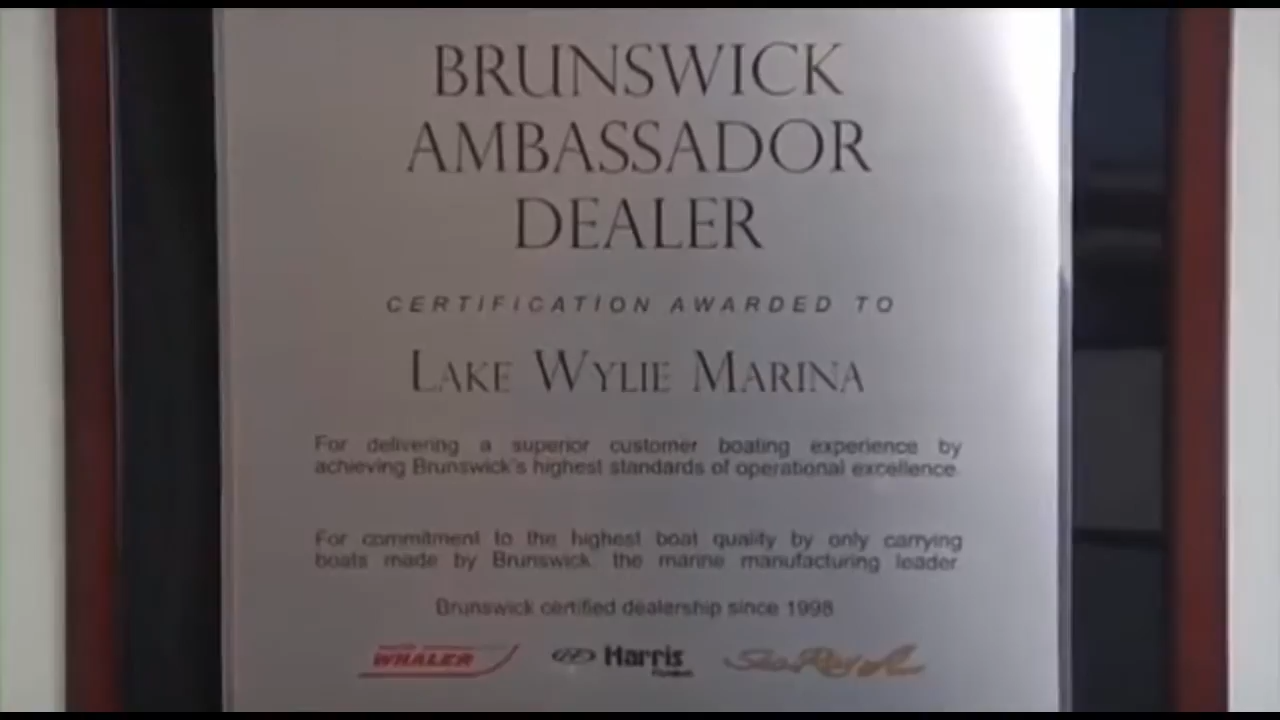 BRUNSWICK
AMBASSADOR
DEALER
CERTIFICATION AWARDED TO
LAKE WYLIE MARINA
For delivering a superior customer boating experience by
achieving Brunswick's highest standards of operational excellence.
For commitment to the highest boat quality by only carrying
boats made by Brunswick, the marine manufacturing leader
Brunswick certified dealership since 1998
WHALER Harris Sea Ray